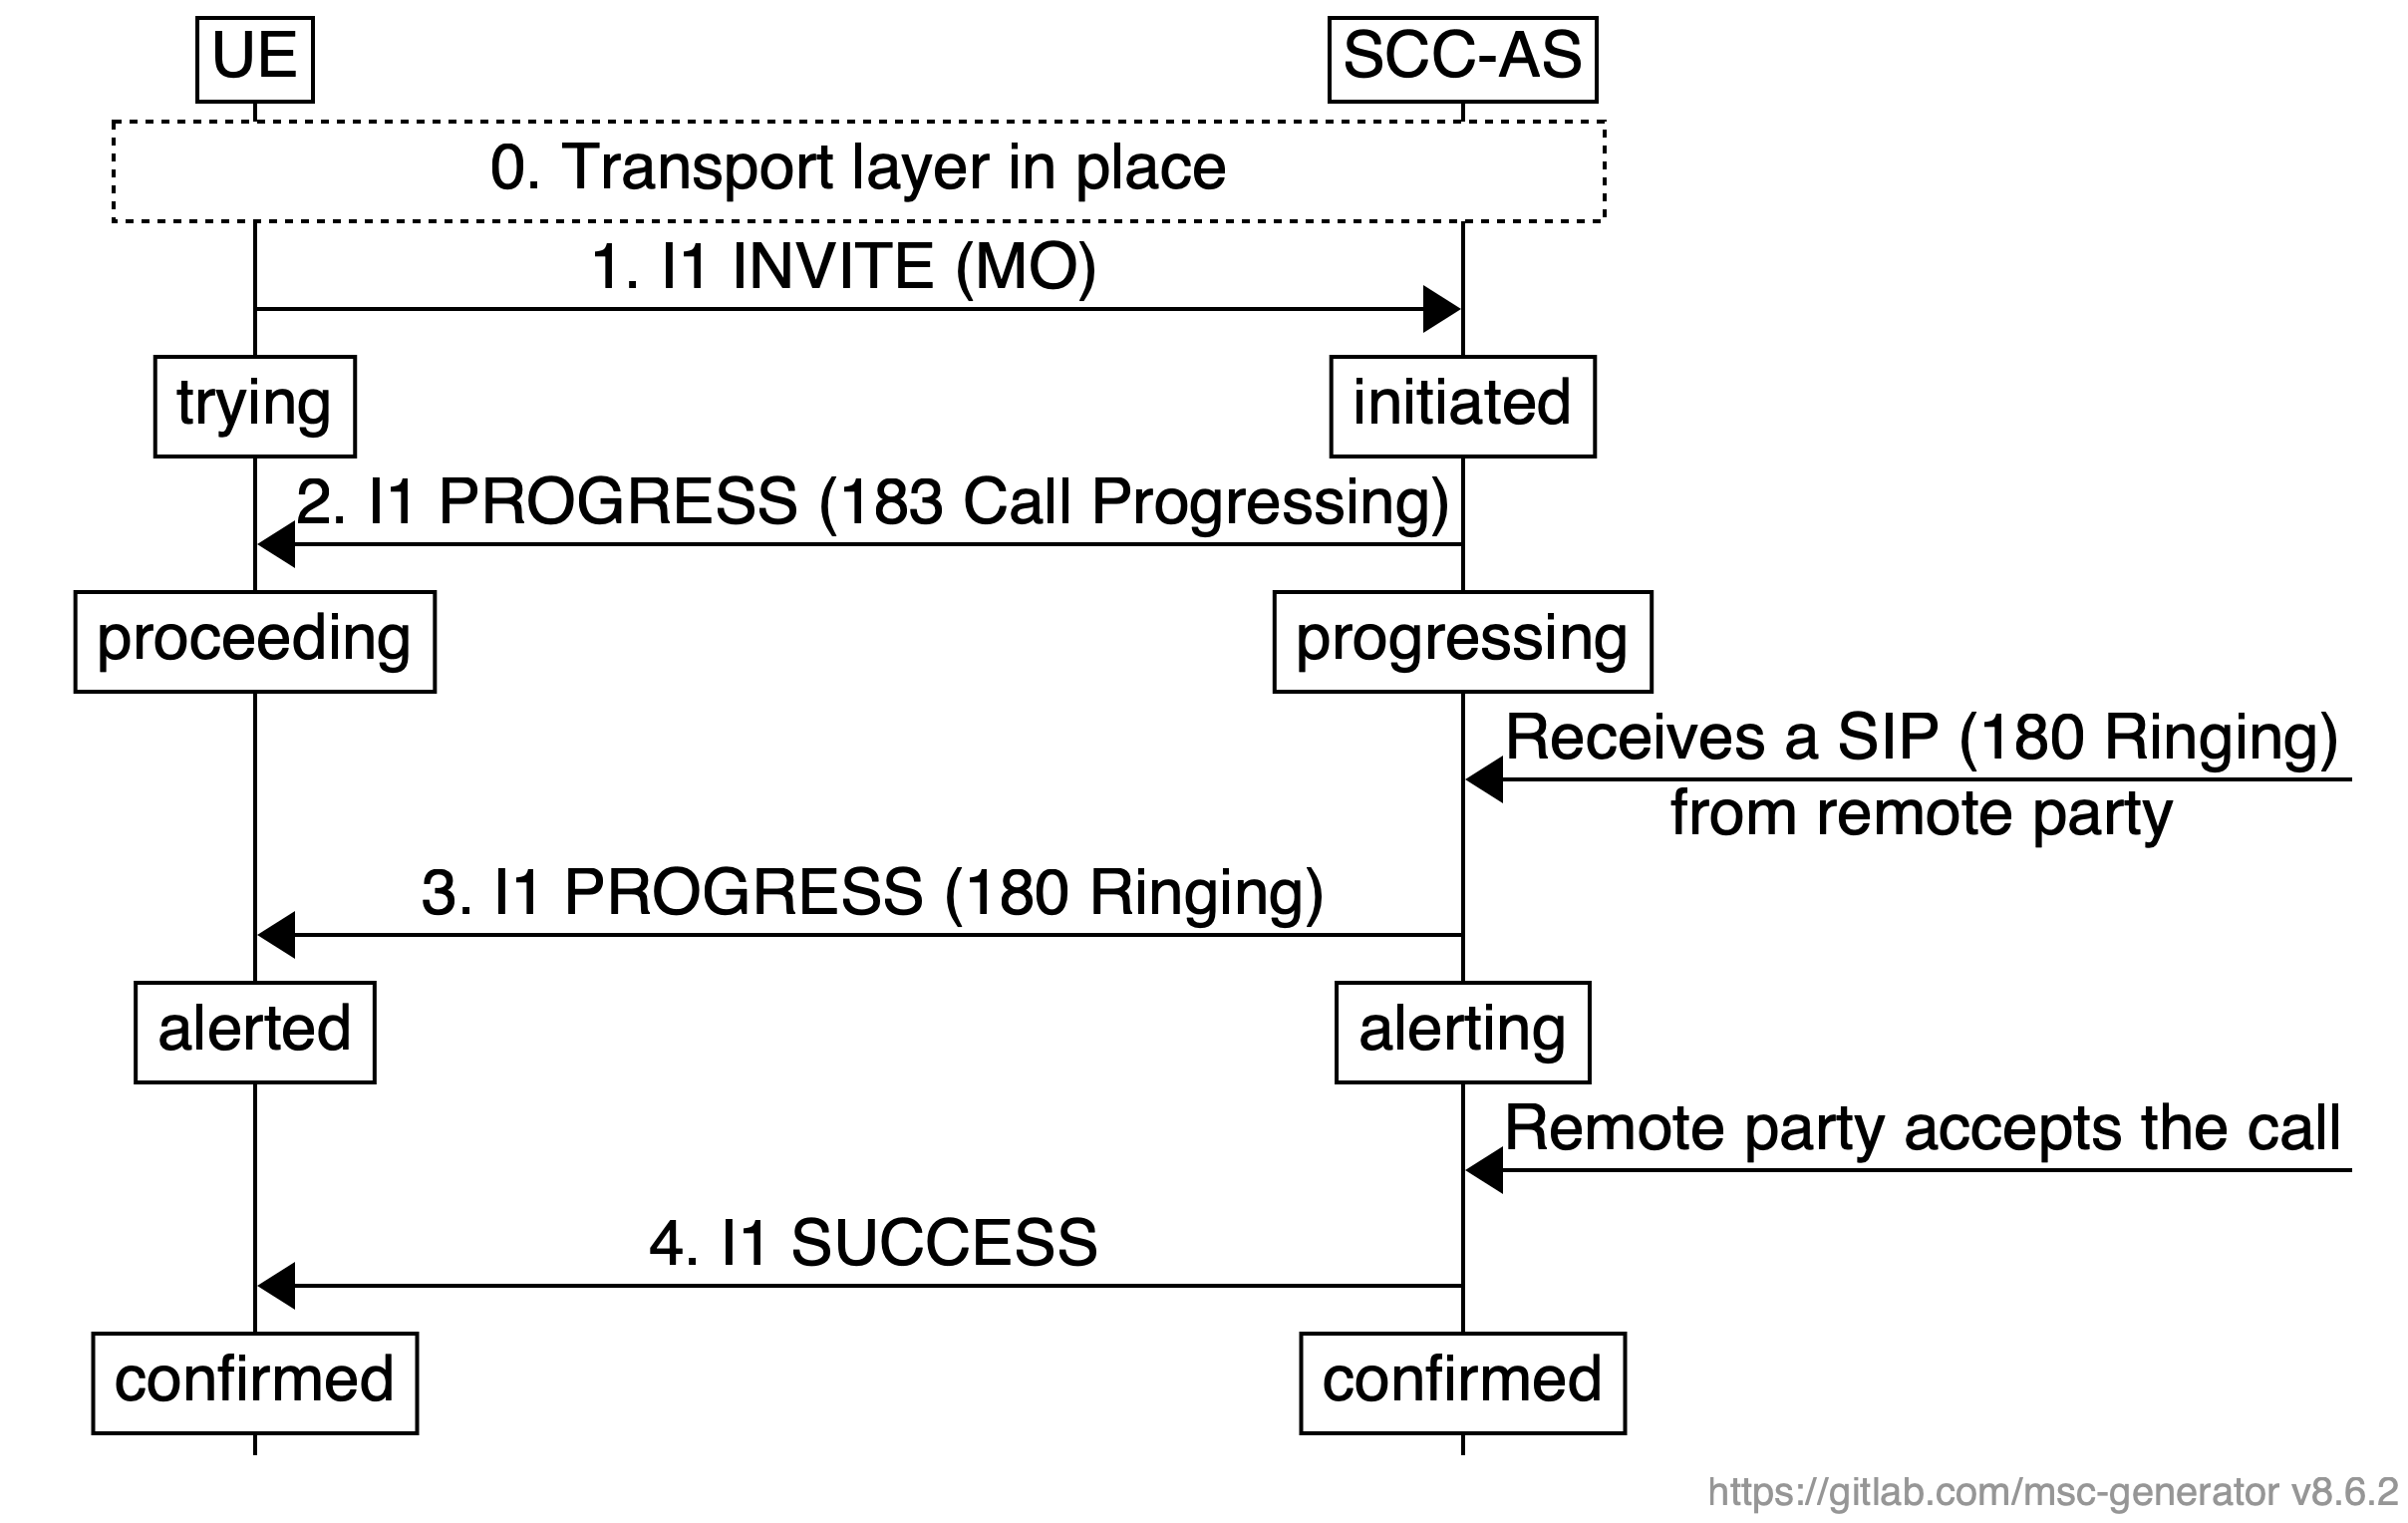 UE
SCC-AS
0. Transport layer in place
1. I1 INVITE (MO)
trying
initiated
2. I1 PROGRESS (183 Call Progressing)
proceeding
progressing
Receives a SIP (180 Ringing)
from remote party
3. I1 PROGRESS (180 Ringing)
alerted
alerting
Remote party accepts the call
4. I1 SUCCESS
confirmed
confirmed
https://gitlab.com/msc-generator v8.6.2